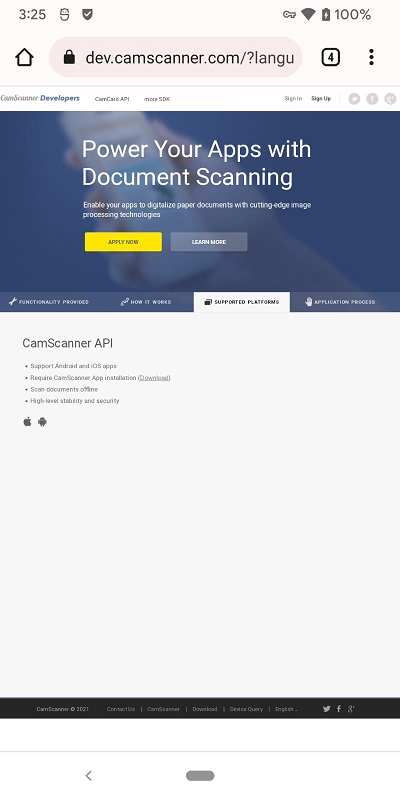 3:25
100%
dev.camscanner.com/?langu
4
CamScanner Developers
CamCard API
more SDK
Sign In
Sign Up
Power Your Apps with
Document Scanning
Enable your apps to digitalize paper documents with cutting-edge image
processing technologies
APPLY NOW
LEARN MORE
FUNCTIONALITY PROVIDED
HOW IT WORKS
SUPPORTED PLATFORMS
APPLICATION PROCESS
CamScanner API
• Support Android and iOS apps
• Require CamScanner App installation (Download)
• Scan documents offline
• High-level stability and security
CamScanner © 2021
Contact Us | CamScanner | Download | Device Query | English